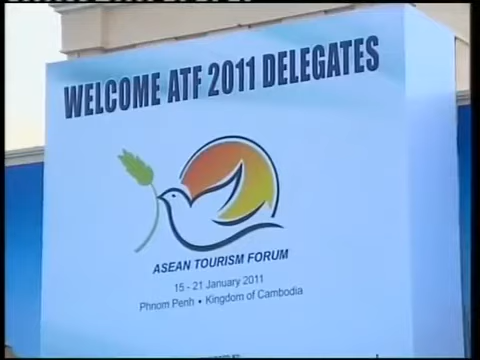 WELCOME ATF 2011 DELEGATES
ASEAN TOURISM FORUM
15 - 21 January 2011
Phnom Penh • Kingdom of Cambodia